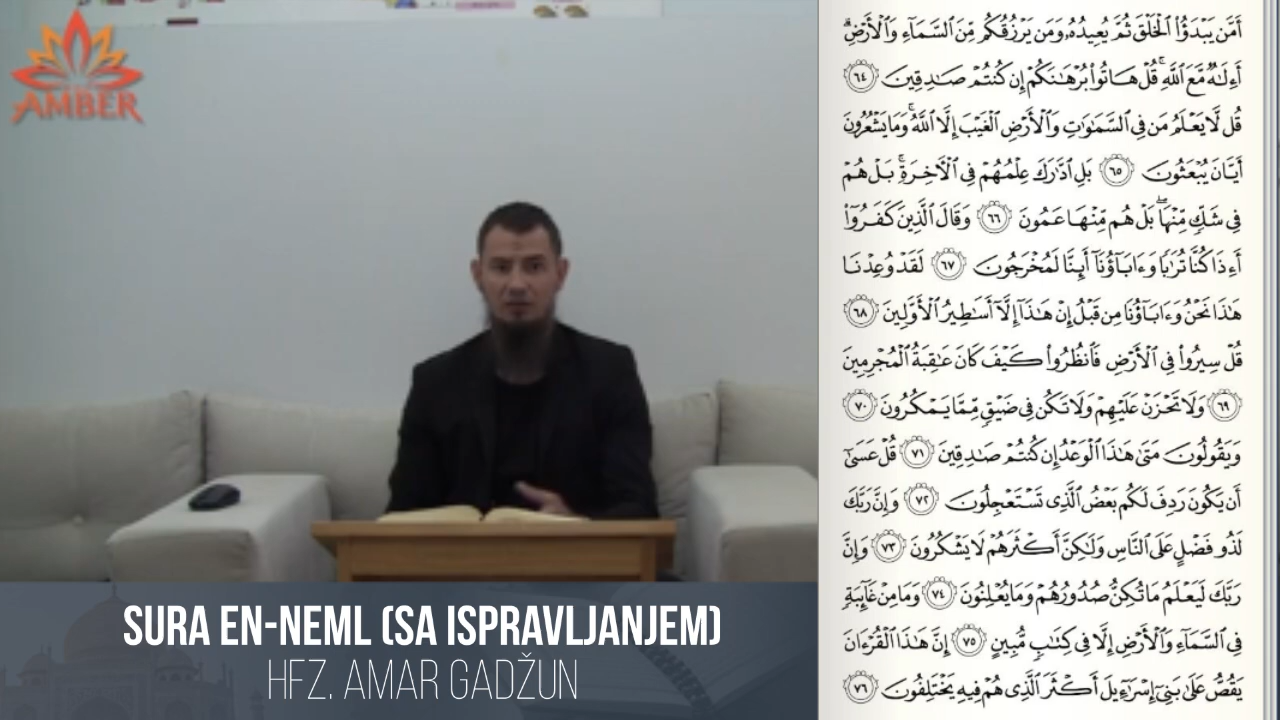 AMBER
أَمَّن يَبْدَؤُا۟ ٱلْخَلْقَ ثُمَّ يُعِيدُهُۥ وَمَن يَرْزُقُكُم مِّنَ ٱلسَّمَآءِ وَٱلْأَرْضِ ۗ
أَءِلَـٰهٌ مَّعَ ٱللَّهِ ۚ قُلْ هَاتُوا۟ بُرْهَـٰنَكُمْ إِن كُنتُمْ صَـٰدِقِينَ ٦٤
قُل لَّا يَعْلَمُ مَن فِى ٱلسَّمَـٰوَٰتِ وَٱلْأَرْضِ ٱلْغَيْبَ إِلَّا ٱللَّهُ ۚ وَمَا يَشْعُرُونَ
أَيَّانَ يُبْعَثُونَ ٦٥ بَلِ ٱدَّٰرَكَ عِلْمُهُمْ فِى ٱلْـَٔاخِرَةِ ۚ بَلْ هُمْ
فِى شَكٍّ مِّنْهَا ۖ بَلْ هُم مِّنْهَا عَمُونَ ٦٦ وَقَالَ ٱلَّذِينَ كَفَرُوٓا۟
أَءِذَا كُنَّا تُرَٰبًا وَءَابَآؤُنَآ أَئِنَّا لَمُخْرَجُونَ ٦٧ لَقَدْ وُعِدْنَا
هَـٰذَا نَحْنُ وَءَابَآؤُنَا مِن قَبْلُ إِنْ هَـٰذَآ إِلَّآ أَسَـٰطِيرُ ٱلْأَوَّلِينَ ٦٨
قُلْ سِيرُوا۟ فِى ٱلْأَرْضِ فَٱنظُرُوا۟ كَيْفَ كَانَ عَـٰقِبَةُ ٱلْمُجْرِمِينَ
٦٩ وَلَا تَحْزَنْ عَلَيْهِمْ وَلَا تَكُن فِى ضَيْقٍ مِّمَّا يَمْكُرُونَ ٧٠
وَيَقُولُونَ مَتَىٰ هَـٰذَا ٱلْوَعْدُ إِن كُنتُمْ صَـٰدِقِينَ ٧١ قُلْ عَسَىٰٓ
أَن يَكُونَ رَدِفَ لَكُم بَعْضُ ٱلَّذِى تَسْتَعْجِلُونَ ٧٢ وَإِنَّ رَبَّكَ
لَذُو فَضْلٍ عَلَى ٱلنَّاسِ وَلَـٰكِنَّ أَكْثَرَهُمْ لَا يَشْكُرُونَ ٧٣ وَإِنَّ
رَبَّكَ لَيَعْلَمُ مَا تُكِنُّ صُدُورُهُمْ وَمَا يُعْلِنُونَ ٧٤ وَمَا مِنْ غَآئِبَةٍ
فِى ٱلسَّمَآءِ وَٱلْأَرْضِ إِلَّا فِى كِتَـٰبٍ مُّبِينٍ ٧٥ إِنَّ هَـٰذَا ٱلْقُرْءَانَ
يَقُصُّ عَلَىٰ بَنِىٓ إِسْرَٰٓءِيلَ أَكْثَرَ ٱلَّذِى هُمْ فِيهِ يَخْتَلِفُونَ ٧٦
SURA EN-NEML (SA ISPRAVLJANJEM)
HFZ. AMAR GADŽUN